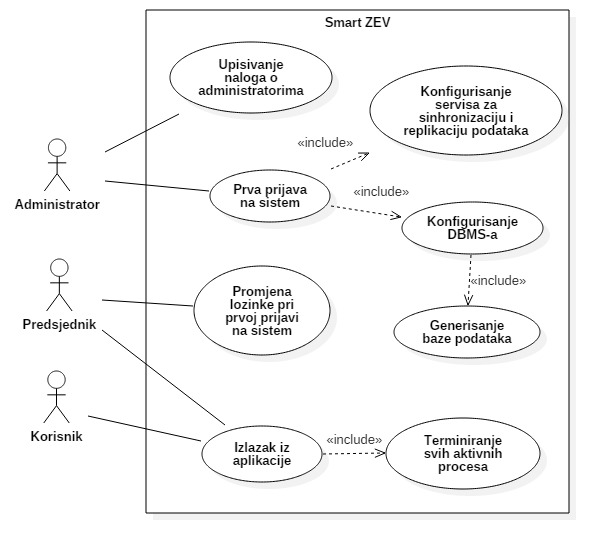 Smart ZEV
Upisivanje
naloga o
administratorima
Konfigurisanje
servisa za
sinhronizaciju i
replikaciju podataka
«include»
Administrator
Prva prijava
na sistem
«include»
Konfigurisanje
DBMS-a
«include»
Predsjednik
Promjena
lozinke pri
prvoj prijavi
na sistem
Generisanje
baze podataka
Korisnik
Izlazak iz
aplikacije
«include»
Terminiranje
svih aktivnih
procesa